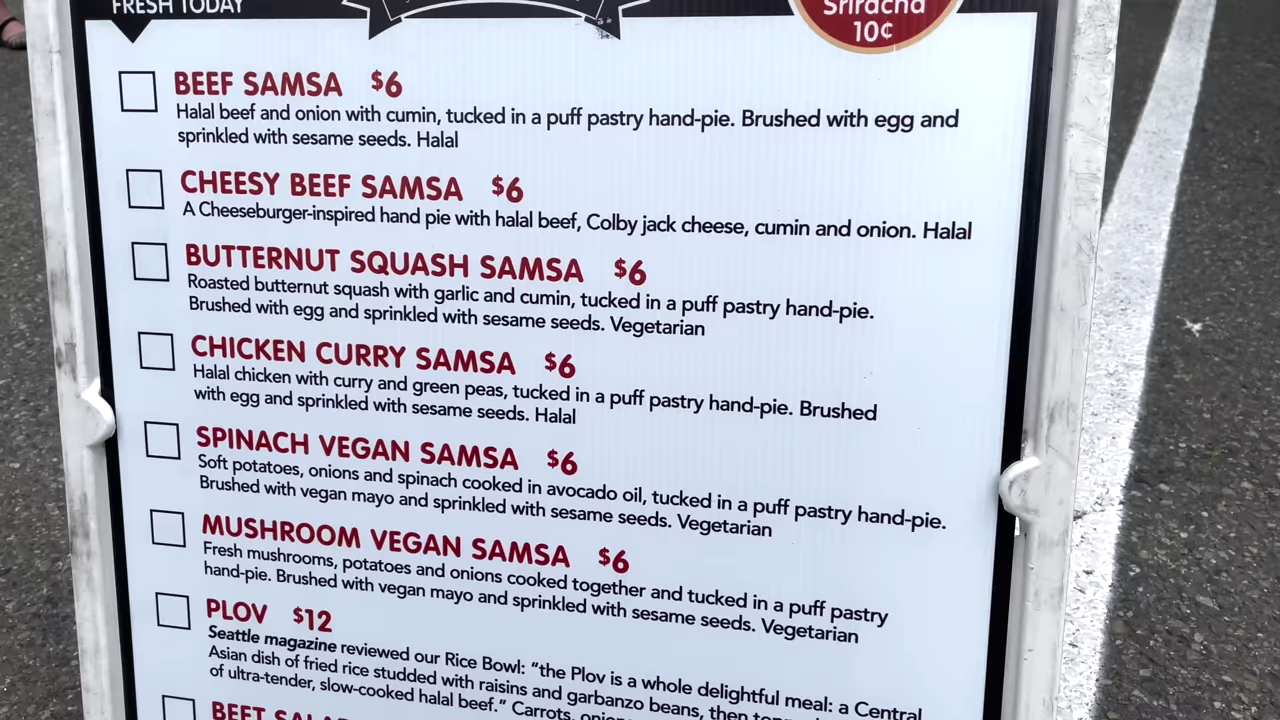 FRESH TODAY
Sriracha
10¢
BEEF SAMSA $6
Halal beef and onion with cumin, tucked in a puff pastry hand-pie. Brushed with egg and
sprinkled with sesame seeds. Halal
CHEESY BEEF SAMSA $6
A Cheeseburger-inspired hand pie with halal beef, Colby jack cheese, cumin and onion. Halal
BUTTERNUT SQUASH SAMSA $6
Roasted butternut squash with garlic and cumin, tucked in a puff pastry hand-pie.
Brushed with egg and sprinkled with sesame seeds. Vegetarian
CHICKEN CURRY SAMSA $6
Halal chicken with curry and green peas, tucked in a puff pastry hand-pie. Brushed
with egg and sprinkled with sesame seeds. Halal
SPINACH VEGAN SAMSA $6
Soft potatoes, onions and spinach cooked in avocado oil, tucked in a puff pastry hand-pie.
Brushed with vegan mayo and sprinkled with sesame seeds. Vegetarian
MUSHROOM VEGAN SAMSA $6
Fresh mushrooms, potatoes and onions cooked together and tucked in a puff pastry
hand-pie. Brushed with vegan mayo and sprinkled with sesame seeds. Vegetarian
PLOV $12
Seattle magazine reviewed our Rice Bowl: "the Plov is a whole delightful meal: a Central
Asian dish of fried rice studded with raisins and garbanzo beans, then
of ultra-tender, slow-cooked halal beef." Carrots,
BEET